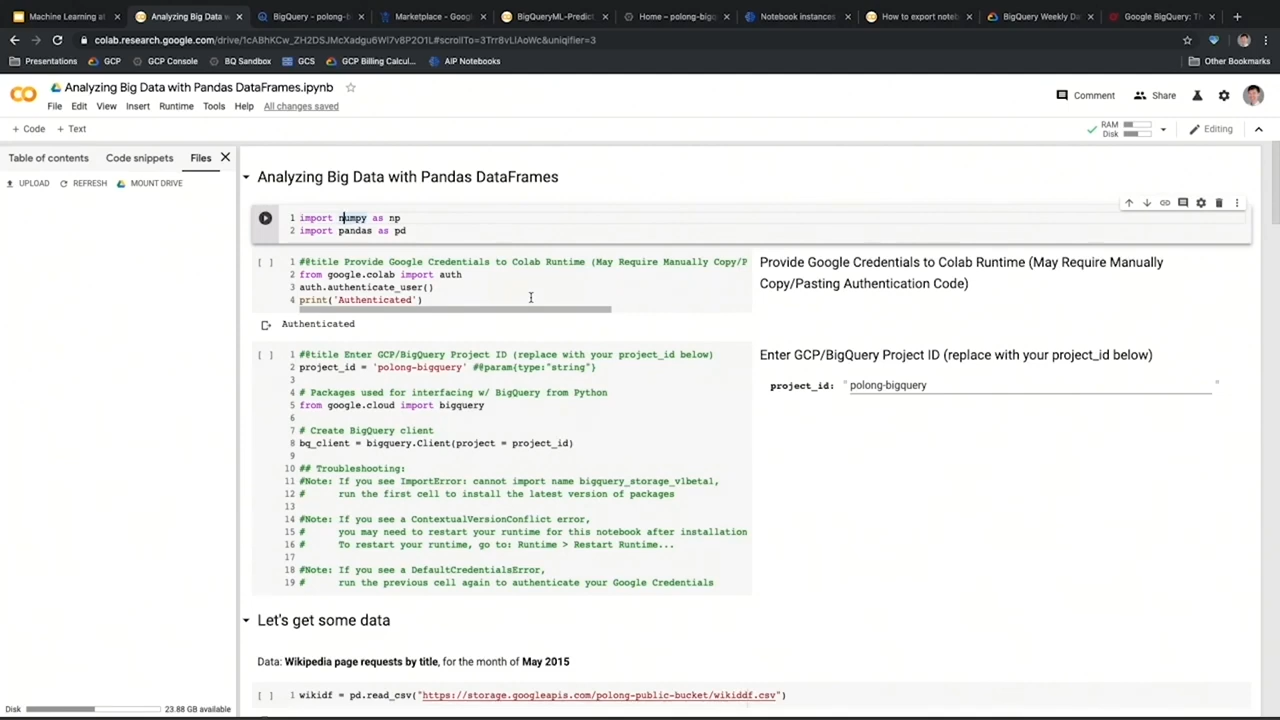 Machine Learning at
Analyzing Big Data w
BigQuery – polong-b
Marketplace – Goog
BigQueryML-Predict
Home – polong-big
Notebook instances
How to export noteb
BigQuery Weekly Da
Google BigQuery: Th
colab.research.google.com/drive/1cABhKCw_ZH2DSJMcXadgu6Wl7v8P2O1L#scrollTo=3Trr8vLlAoWc&uniqifier=3
Presentations GCP GCP Console BQ Sandbox GCS GCP Billing Calcul... AIP Notebooks Other Bookmarks
Analyzing Big Data with Pandas DataFrames.ipynb
File Edit View Insert Runtime Tools Help All changes saved
Comment Share
+ Code + Text
RAM
Disk
Editing
Table of contents Code snippets Files
UPLOAD REFRESH MOUNT DRIVE
Analyzing Big Data with Pandas DataFrames
1 import numpy as np
2 import pandas as pd
[ ] 1 #@title Provide Google Credentials to Colab Runtime (May Require Manually Copy/P
2 from google.colab import auth
3 auth.authenticate_user()
4 print('Authenticated')
Provide Google Credentials to Colab Runtime (May Require Manually
Copy/Pasting Authentication Code)
Authenticated
[ ] 1 #@title Enter GCP/BigQuery Project ID (replace with your project_id below)
2 project_id = 'polong-bigquery' #@param{type:"string"}
3
4 # Packages used for interfacing w/ BigQuery from Python
5 from google.cloud import bigquery
6
7 # Create BigQuery client
8 bq_client = bigquery.Client(project = project_id)
9
10 ## Troubleshooting:
11 #Note: If you see ImportError: cannot import name bigquery_storage_v1beta1,
12 # run the first cell to install the latest version of packages
13
14 #Note: If you see a ContextualVersionConflict error,
15 # you may need to restart your runtime for this notebook after installation
16 # To restart your runtime, go to: Runtime > Restart Runtime...
17
18 #Note: If you see a DefaultCredentialsError,
19 # run the previous cell again to authenticate your Google Credentials
Enter GCP/BigQuery Project ID (replace with your project_id below)
project_id: "polong-bigquery"
Let's get some data
Data: Wikipedia page requests by title, for the month of May 2015
[ ] 1 wikidf = pd.read_csv("https://storage.googleapis.com/polong-public-bucket/wikiddf.csv")
Disk 23.88 GB available